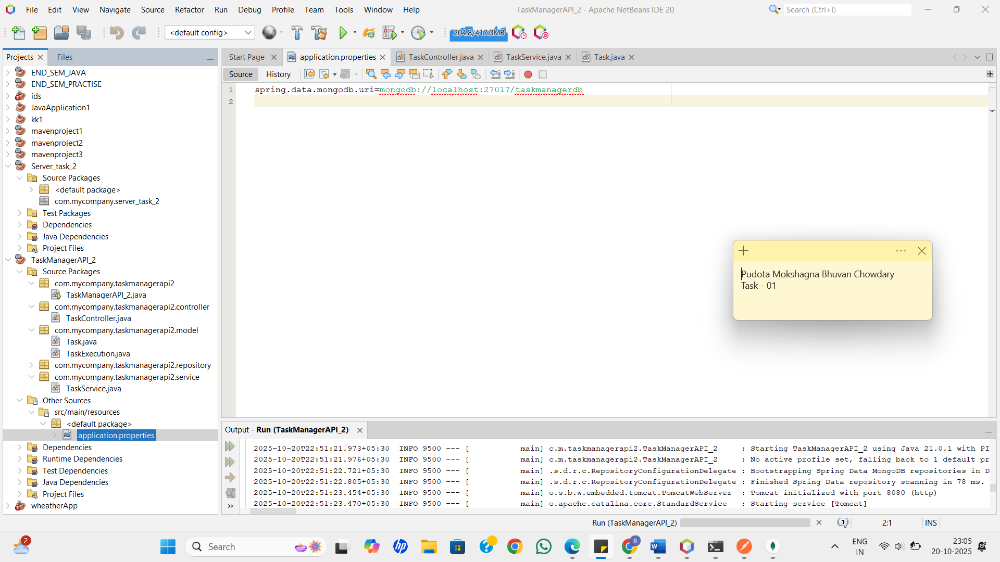 File Edit View Navigate Source Refactor Run Debug Profile Team Tools Window Help
TaskManagerAPI_2 - Apache NetBeans IDE 20
Search (Ctrl+I)
<default config>
204.8/417.0MB
Projects
Files
END_SEM_JAVA
END_SEM_PRACTISE
ids
JavaApplication1
kk1
mavenproject1
mavenproject2
mavenproject3
Server_task_2
Source Packages
<default package>
com.mycompany.server_task_2
Test Packages
Dependencies
Java Dependencies
Project Files
TaskManagerAPI_2
Source Packages
com.mycompany.taskmanagerapi2
TaskManagerAPI_2.java
com.mycompany.taskmanagerapi2.controller
TaskController.java
com.mycompany.taskmanagerapi2.model
Task.java
TaskExecution.java
com.mycompany.taskmanagerapi2.repository
com.mycompany.taskmanagerapi2.service
TaskService.java
Other Sources
src/main/resources
<default package>
application.properties
Dependencies
Runtime Dependencies
Test Dependencies
Java Dependencies
Project Files
wheatherApp
Start Page
application.properties
TaskController.java
TaskService.java
Task.java
Source
History
1 spring.data.mongodb.uri=mongodb://localhost:27017/taskmanagerdb
2
Pudota Mokshagna Bhuvan Chowdary
Task - 01
Output - Run (TaskManagerAPI_2)
2025-10-20T22:51:21.973+05:30 INFO 9500 --- [ main] c.m.taskmanagerapi2.TaskManagerAPI_2 : Starting TaskManagerAPI_2 using Java 21.0.1 with PI
2025-10-20T22:51:21.976+05:30 INFO 9500 --- [ main] c.m.taskmanagerapi2.TaskManagerAPI_2 : No active profile set, falling back to 1 default pr
2025-10-20T22:51:22.721+05:30 INFO 9500 --- [ main] .s.d.r.c.RepositoryConfigurationDelegate : Bootstrapping Spring Data MongoDB repositories in D
2025-10-20T22:51:22.805+05:30 INFO 9500 --- [ main] .s.d.r.c.RepositoryConfigurationDelegate : Finished Spring Data repository scanning in 78 ms.
2025-10-20T22:51:23.454+05:30 INFO 9500 --- [ main] o.s.b.w.embedded.tomcat.TomcatWebServer : Tomcat initialized with port 8080 (http)
2025-10-20T22:51:23.470+05:30 INFO 9500 --- [ main] o.apache.catalina.core.StandardService : Starting service [Tomcat]
Run (TaskManagerAPI_2)
1
2:1
INS
2
Search
hp
B
ENG
IN
23:05
20-10-2025